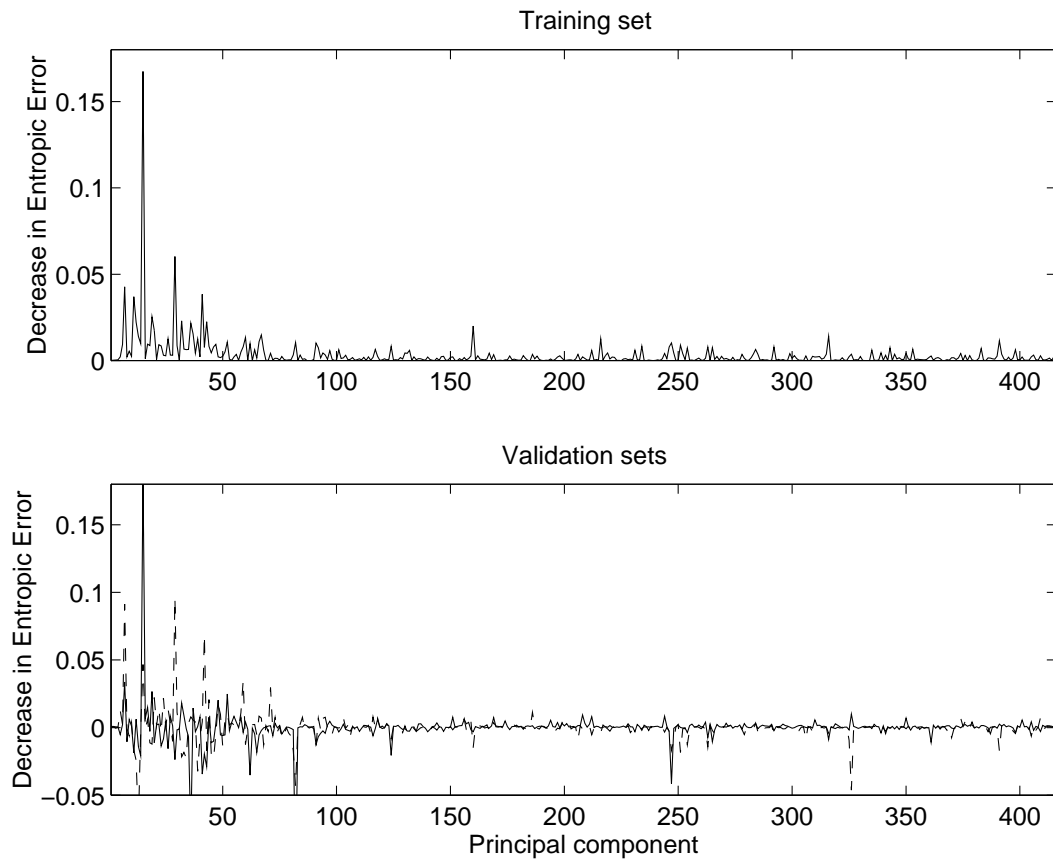 Training set
Decrease in Entropic Error
0.15
0.1
0.05
0
50 100 150 200 250 300 350 400
Validation sets
Decrease in Entropic Error
0.15
0.1
0.05
0
−0.05
50 100 150 200 250 300 350 400
Principal component